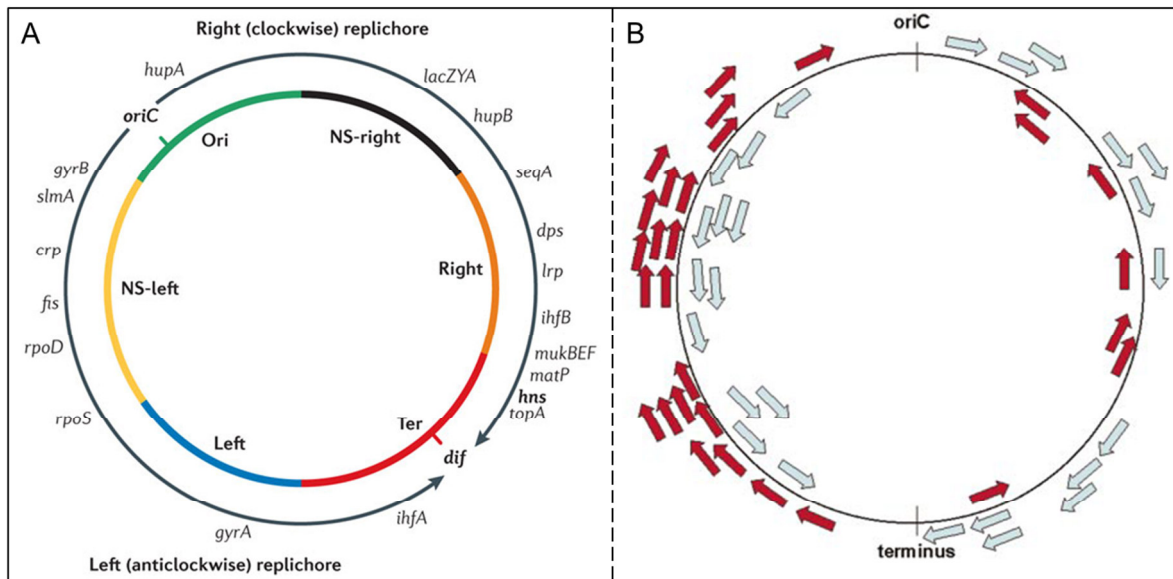 A
Right (clockwise) replichore
hupA
lacZYA
oriC
hupB
Ori
NS-right
gyrB
seqA
slmA
dps
crp
Right
lrp
NS-left
fis
ihfB
rpoD
mukBEF
matP
hns
rpoS
topA
Left
Ter
dif
ihfA
gyrA
Left (anticlockwise) replichore
B
oriC
terminus